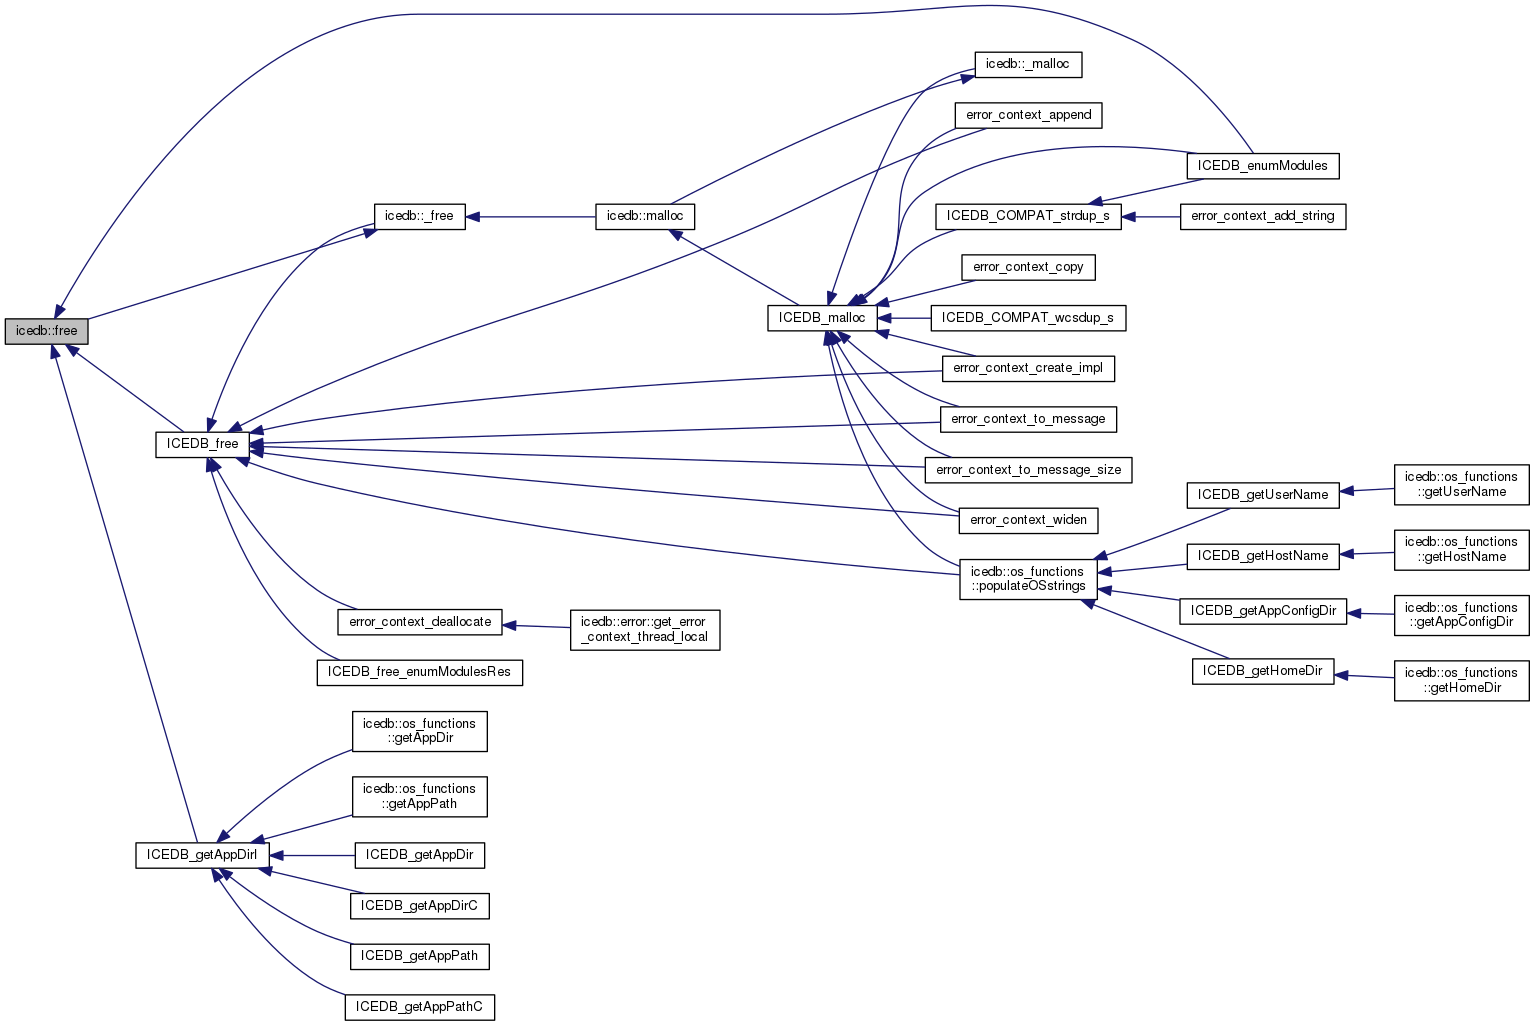 icedb::_malloc
error_context_append
ICEDB_enumModules
icedb::_free
icedb::malloc
ICEDB_COMPAT_strdup_s
error_context_add_string
error_context_copy
icedb::free
ICEDB_malloc
ICEDB_COMPAT_wcsdup_s
error_context_create_impl
error_context_to_message
ICEDB_free
error_context_to_message_size
ICEDB_getUserName
icedb::os_functions
::getUserName
error_context_widen
ICEDB_getHostName
icedb::os_functions
::getHostName
icedb::os_functions
::populateOSstrings
ICEDB_getAppConfigDir
icedb::os_functions
::getAppConfigDir
error_context_deallocate
icedb::error::get_error
_context_thread_local
ICEDB_free_enumModulesRes
ICEDB_getHomeDir
icedb::os_functions
::getHomeDir
icedb::os_functions
::getAppDir
icedb::os_functions
::getAppPath
ICEDB_getAppDirI
ICEDB_getAppDir
ICEDB_getAppDirC
ICEDB_getAppPath
ICEDB_getAppPathC